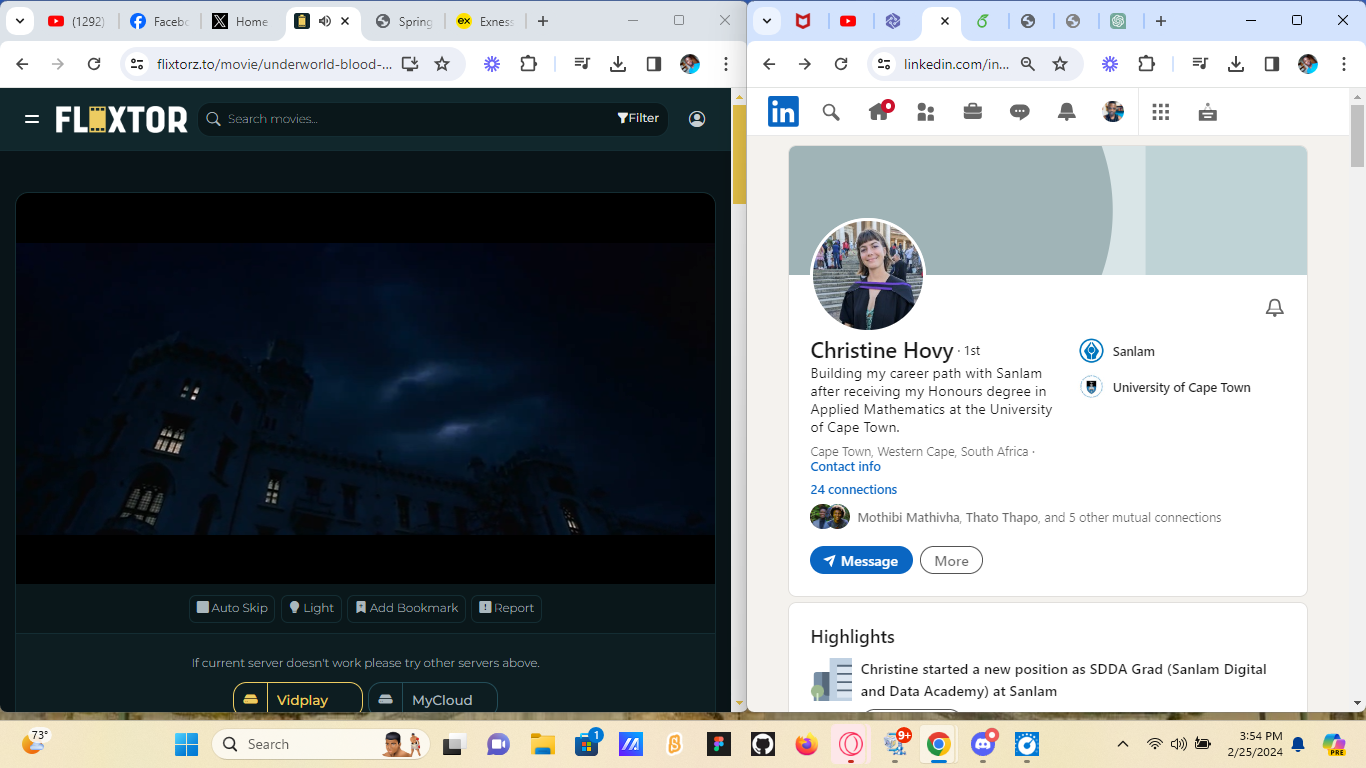 (1292)
Faceb
Home
Spring
Exness
flixtorz.to/movie/underworld-blood-...
FLIXTOR
Search movies...
Filter
Auto Skip
Light
Add Bookmark
Report
If current server doesn't work please try other servers above.
Vidplay
MyCloud
linkedin.com/in...
in
Christine Hovy · 1st
Building my career path with Sanlam
after receiving my Honours degree in
Applied Mathematics at the University
of Cape Town.
Sanlam
University of Cape Town
Cape Town, Western Cape, South Africa ·
Contact info
24 connections
Mothibi Mathivha, Thato Thapo, and 5 other mutual connections
Message
More
Highlights
Christine started a new position as SDDA Grad (Sanlam Digital
and Data Academy) at Sanlam
73°
Search
1
9+
3:54 PM
2/25/2024
PRE